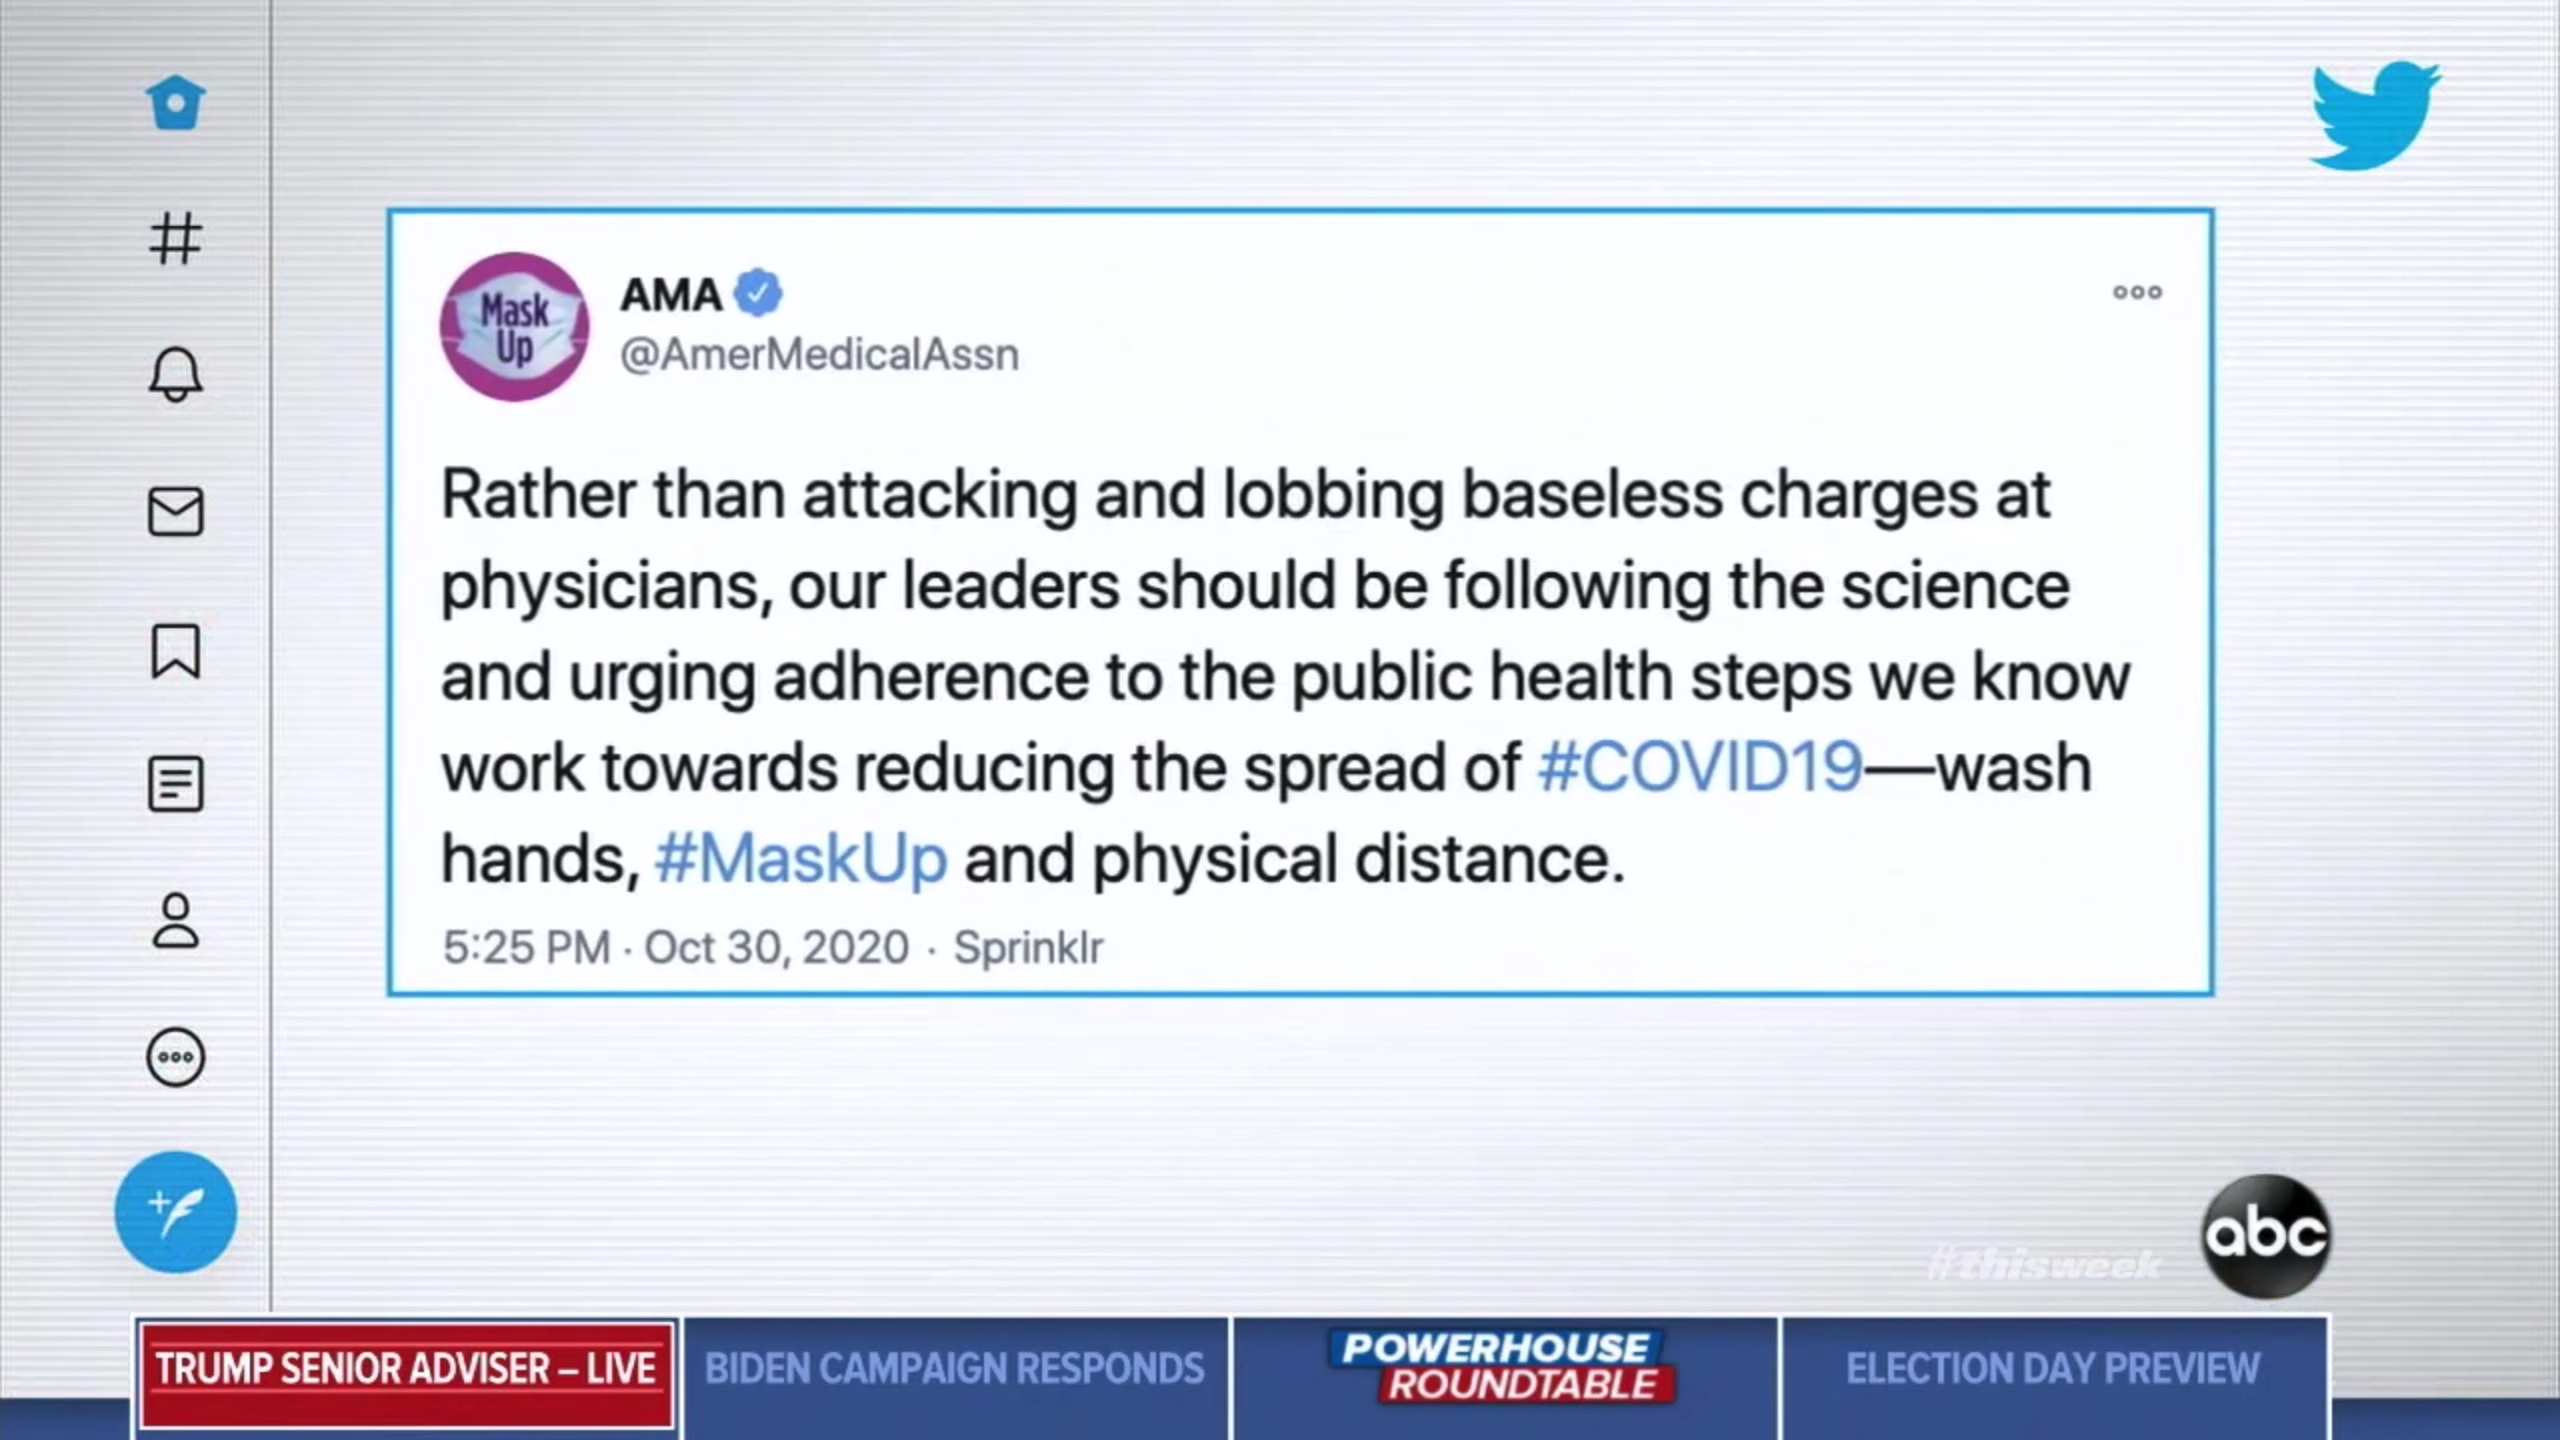 Mask
Up
AMA
@AmerMedicalAssn
Rather than attacking and lobbing baseless charges at
physicians, our leaders should be following the science
and urging adherence to the public health steps we know
work towards reducing the spread of #COVID19—wash
hands, #MaskUp and physical distance.
5:25 PM · Oct 30, 2020 · Sprinklr
#thisweek
abc
TRUMP SENIOR ADVISER – LIVE
BIDEN CAMPAIGN RESPONDS
POWERHOUSE
ROUNDTABLE
ELECTION DAY PREVIEW